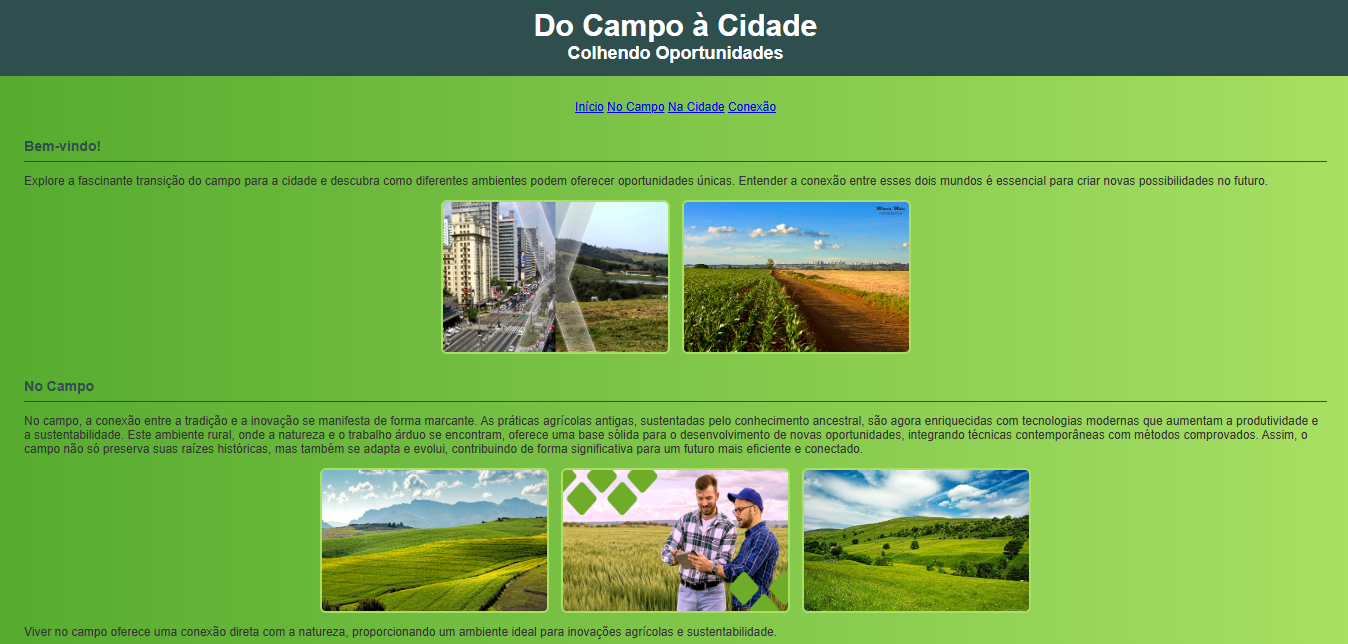 Do Campo à Cidade
Colhendo Oportunidades
Início No Campo Na Cidade Conexão
Bem-vindo!
Explore a fascinante transição do campo para a cidade e descubra como diferentes ambientes podem oferecer oportunidades únicas. Entender a conexão entre esses dois mundos é essencial para criar novas possibilidades no futuro.
No Campo
No campo, a conexão entre a tradição e a inovação se manifesta de forma marcante. As práticas agrícolas antigas, sustentadas pelo conhecimento ancestral, são agora enriquecidas com tecnologias modernas que aumentam a produtividade e
a sustentabilidade. Este ambiente rural, onde a natureza e o trabalho árduo se encontram, oferece uma base sólida para o desenvolvimento de novas oportunidades, integrando técnicas contemporâneas com métodos comprovados. Assim, o
campo não só preserva suas raízes históricas, mas também se adapta e evolui, contribuindo de forma significativa para um futuro mais eficiente e conectado.
Viver no campo oferece uma conexão direta com a natureza, proporcionando um ambiente ideal para inovações agrícolas e sustentabilidade.